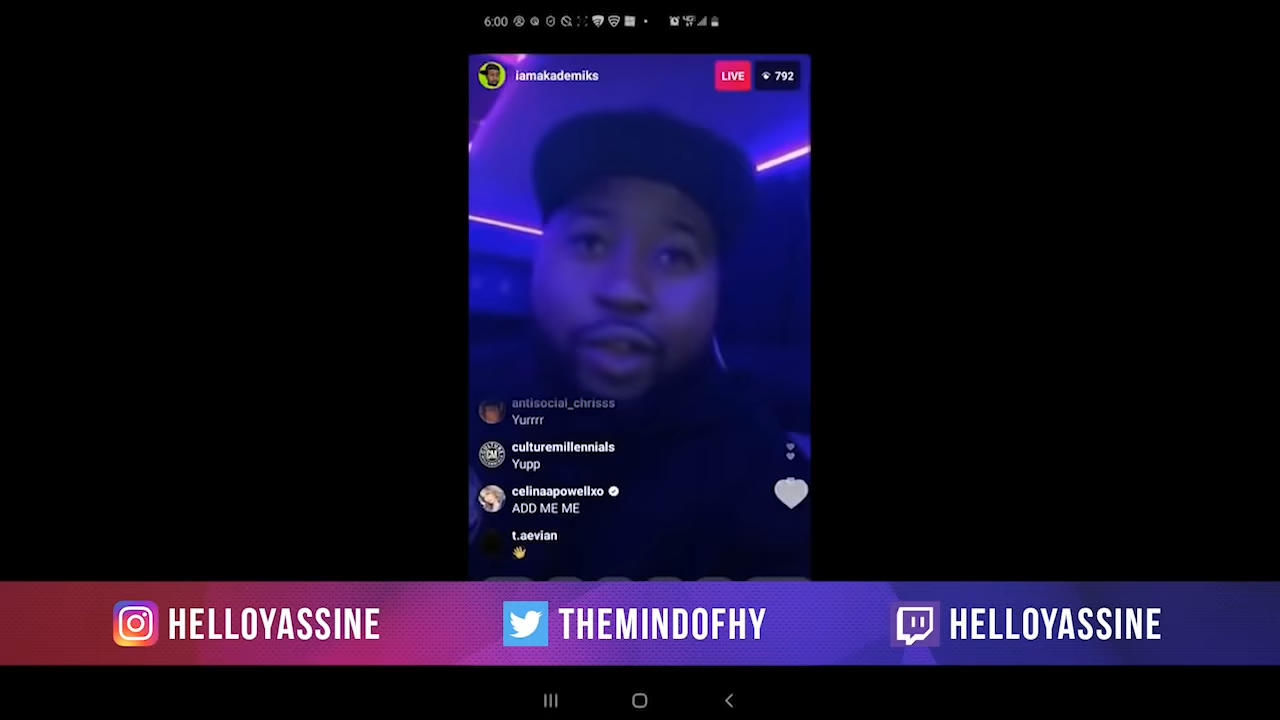 6:00
iamakademiks
LIVE
792
antisocial_chrisss
Yurrrr
culturemillennials
Yupp
celinaapowellxo
ADD ME ME
t.aevian
👋
HELLOYASSINE
THEMINDOFHY
HELLOYASSINE